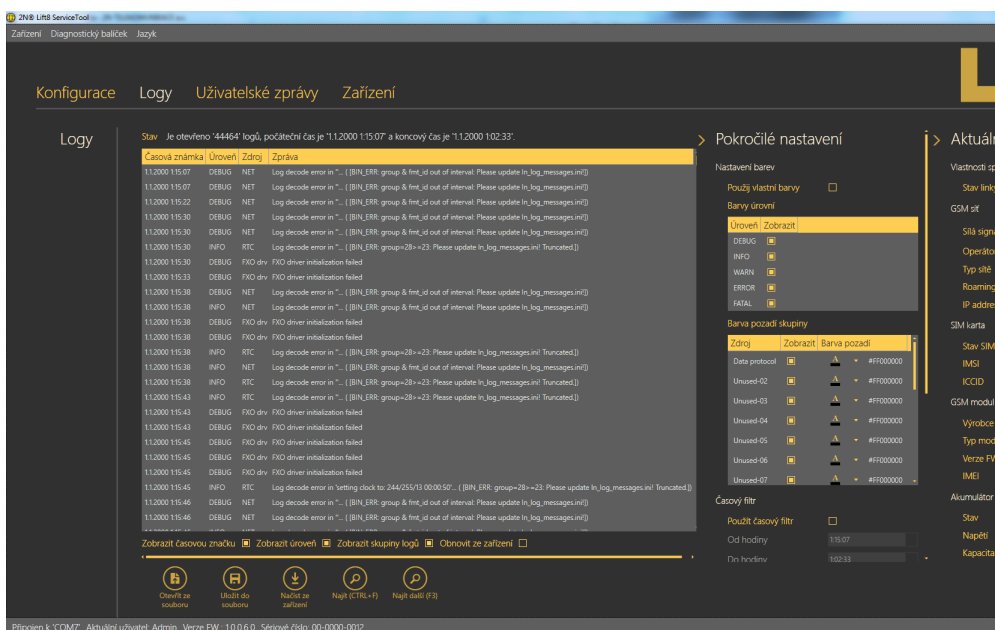 2N® Lift8 ServiceTool
Zařízení Diagnostický balíček Jazyk
Konfigurace Logy Uživatelské zprávy Zařízení
Logy
Stav Je otevřeno '44464' logů, počáteční čas je '1.1.2000 1:15:07' a koncový čas je '1.1.2000 1:02:33'.
Časová známka Úroveň Zdroj Zpráva
1.1.2000 1:15:07 DEBUG NET Log decode error in "... ( [BIN_ERR: group & fmt_id out of interval: Please update ln_log_messages.ini!])
1.1.2000 1:15:07 DEBUG NET Log decode error in "... ( [BIN_ERR: group & fmt_id out of interval: Please update ln_log_messages.ini!])
1.1.2000 1:15:22 DEBUG NET Log decode error in "... ( [BIN_ERR: group & fmt_id out of interval: Please update ln_log_messages.ini!])
1.1.2000 1:15:30 DEBUG NET Log decode error in "... ( [BIN_ERR: group & fmt_id out of interval: Please update ln_log_messages.ini!])
1.1.2000 1:15:30 DEBUG NET Log decode error in "... ( [BIN_ERR: group & fmt_id out of interval: Please update ln_log_messages.ini!])
1.1.2000 1:15:30 INFO RTC Log decode error in "... ( [BIN_ERR: group=28>=23: Please update ln_log_messages.ini! Truncated.])
1.1.2000 1:15:30 DEBUG FXO drv FXO driver initialization failed
1.1.2000 1:15:33 DEBUG FXO drv FXO driver initialization failed
1.1.2000 1:15:38 DEBUG NET Log decode error in "... ( [BIN_ERR: group & fmt_id out of interval: Please update ln_log_messages.ini!])
1.1.2000 1:15:38 INFO NET Log decode error in "... ( [BIN_ERR: group & fmt_id out of interval: Please update ln_log_messages.ini!])
1.1.2000 1:15:38 DEBUG FXO drv FXO driver initialization failed
1.1.2000 1:15:38 DEBUG FXO drv FXO driver initialization failed
1.1.2000 1:15:38 INFO RTC Log decode error in "... ( [BIN_ERR: group=28>=23: Please update ln_log_messages.ini! Truncated.])
1.1.2000 1:15:38 INFO NET Log decode error in "... ( [BIN_ERR: group & fmt_id out of interval: Please update ln_log_messages.ini!])
1.1.2000 1:15:38 INFO RTC Log decode error in "... ( [BIN_ERR: group=28>=23: Please update ln_log_messages.ini! Truncated.])
1.1.2000 1:15:43 INFO RTC Log decode error in "... ( [BIN_ERR: group=28>=23: Please update ln_log_messages.ini! Truncated.])
1.1.2000 1:15:43 DEBUG FXO drv FXO driver initialization failed
1.1.2000 1:15:43 DEBUG FXO drv FXO driver initialization failed
1.1.2000 1:15:45 DEBUG FXO drv FXO driver initialization failed
1.1.2000 1:15:45 DEBUG FXO drv FXO driver initialization failed
1.1.2000 1:15:45 INFO RTC Log decode error in 'setting clock to: 244/255/13 00:00:50'... ( [BIN_ERR: group=28>=23: Please update ln_log_messages.ini! Truncated.])
1.1.2000 1:15:46 DEBUG NET Log decode error in "... ( [BIN_ERR: group & fmt_id out of interval: Please update ln_log_messages.ini!])
1.1.2000 1:15:46 DEBUG NET Log decode error in "... ( [BIN_ERR: group & fmt_id out of interval: Please update ln_log_messages.ini!])
Zobrazit časovou značku Zobrazit úroveň Zobrazit skupiny logů Obnovit ze zařízení
Otevřít ze souboru
Uložit do souboru
Načíst ze zařízení
Najít (CTRL+F)
Najít další (F3)
Pokročilé nastavení
Nastavení barev
Použij vlastní barvy
Barvy úrovní
Úroveň Zobrazit
DEBUG
INFO
WARN
ERROR
FATAL
Barva pozadí skupiny
Zdroj Zobrazit Barva pozadí
Data protocol A #FF000000
Unused-02 A #FF000000
Unused-03 A #FF000000
Unused-04 A #FF000000
Unused-05 A #FF000000
Unused-06 A #FF000000
Unused-07 A #FF000000
Časový filtr
Použít časový filtr
Od hodiny 1:15:07
Do hodiny 1:02:33
Aktuáln
Vlastnosti sp
Stav linky
GSM síť
Síla signá
Operáto
Typ sítě
Roaming
IP addre
SIM karta
Stav SIM
IMSI
ICCID
GSM modul
Výrobce
Typ mod
Verze FW
IMEI
Akumulátor
Stav
Napětí
Kapacita
Připojen k 'COM7' Aktuální uživatel: Admin Verze FW : 1.0.0.6.0 Sériové číslo: 00-0000-0012